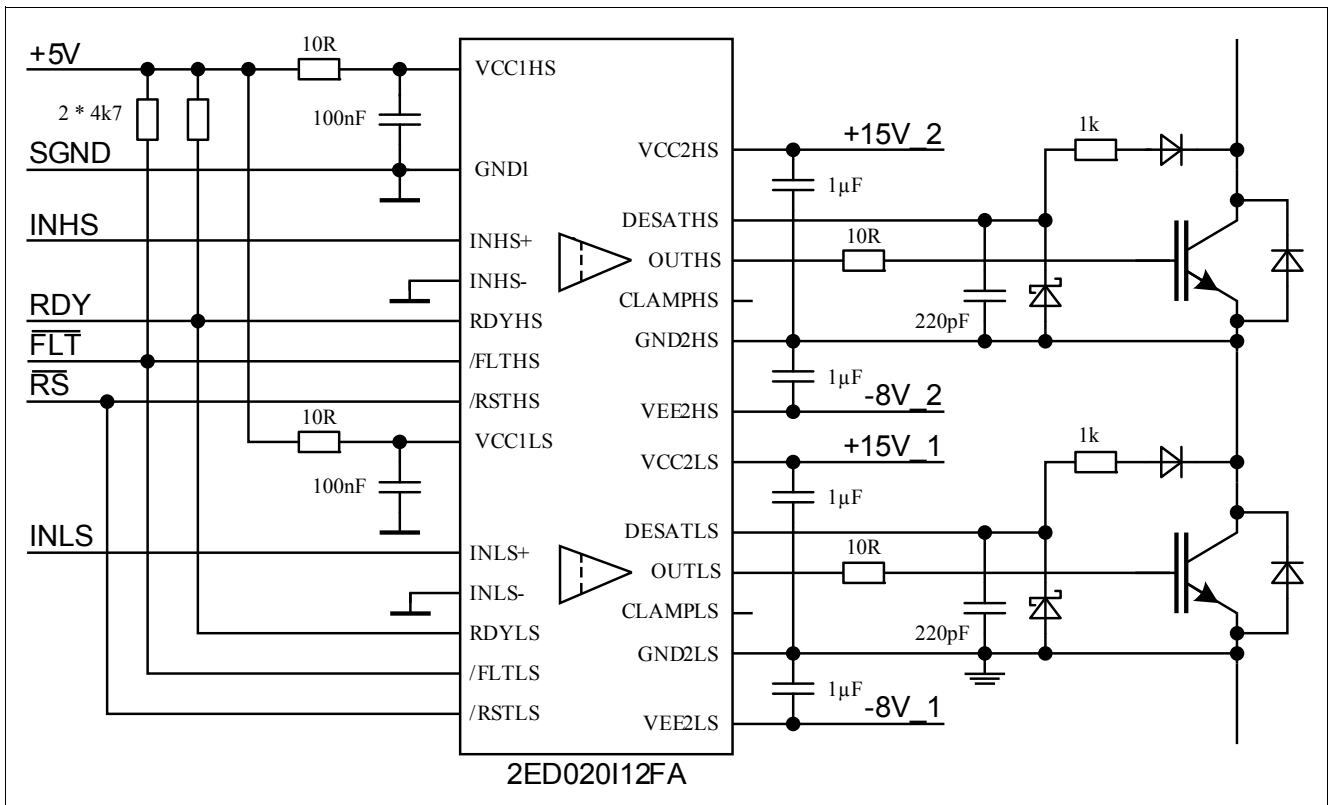 +5V
10R
VCC1HS
2 * 4k7
100nF
SGND
GND1
INHS
INHS+
INHS-
RDY
RDYHS
FLT
/FLTHS
RS
/RSTHS
10R
VCC1LS
100nF
INLS
INLS+
INLS-
RDYLS
/FLTLS
/RSTLS
VCC2HS
+15V_2
1k
1µF
DESATHS
10R
OUTHS
CLAMPHS
220pF
GND2HS
1µF
VEE2HS
-8V_2
VCC2LS
+15V_1
1k
1µF
DESATLS
10R
OUTLS
CLAMPLS
220pF
GND2LS
1µF
VEE2LS
-8V_1
2ED020I12FA